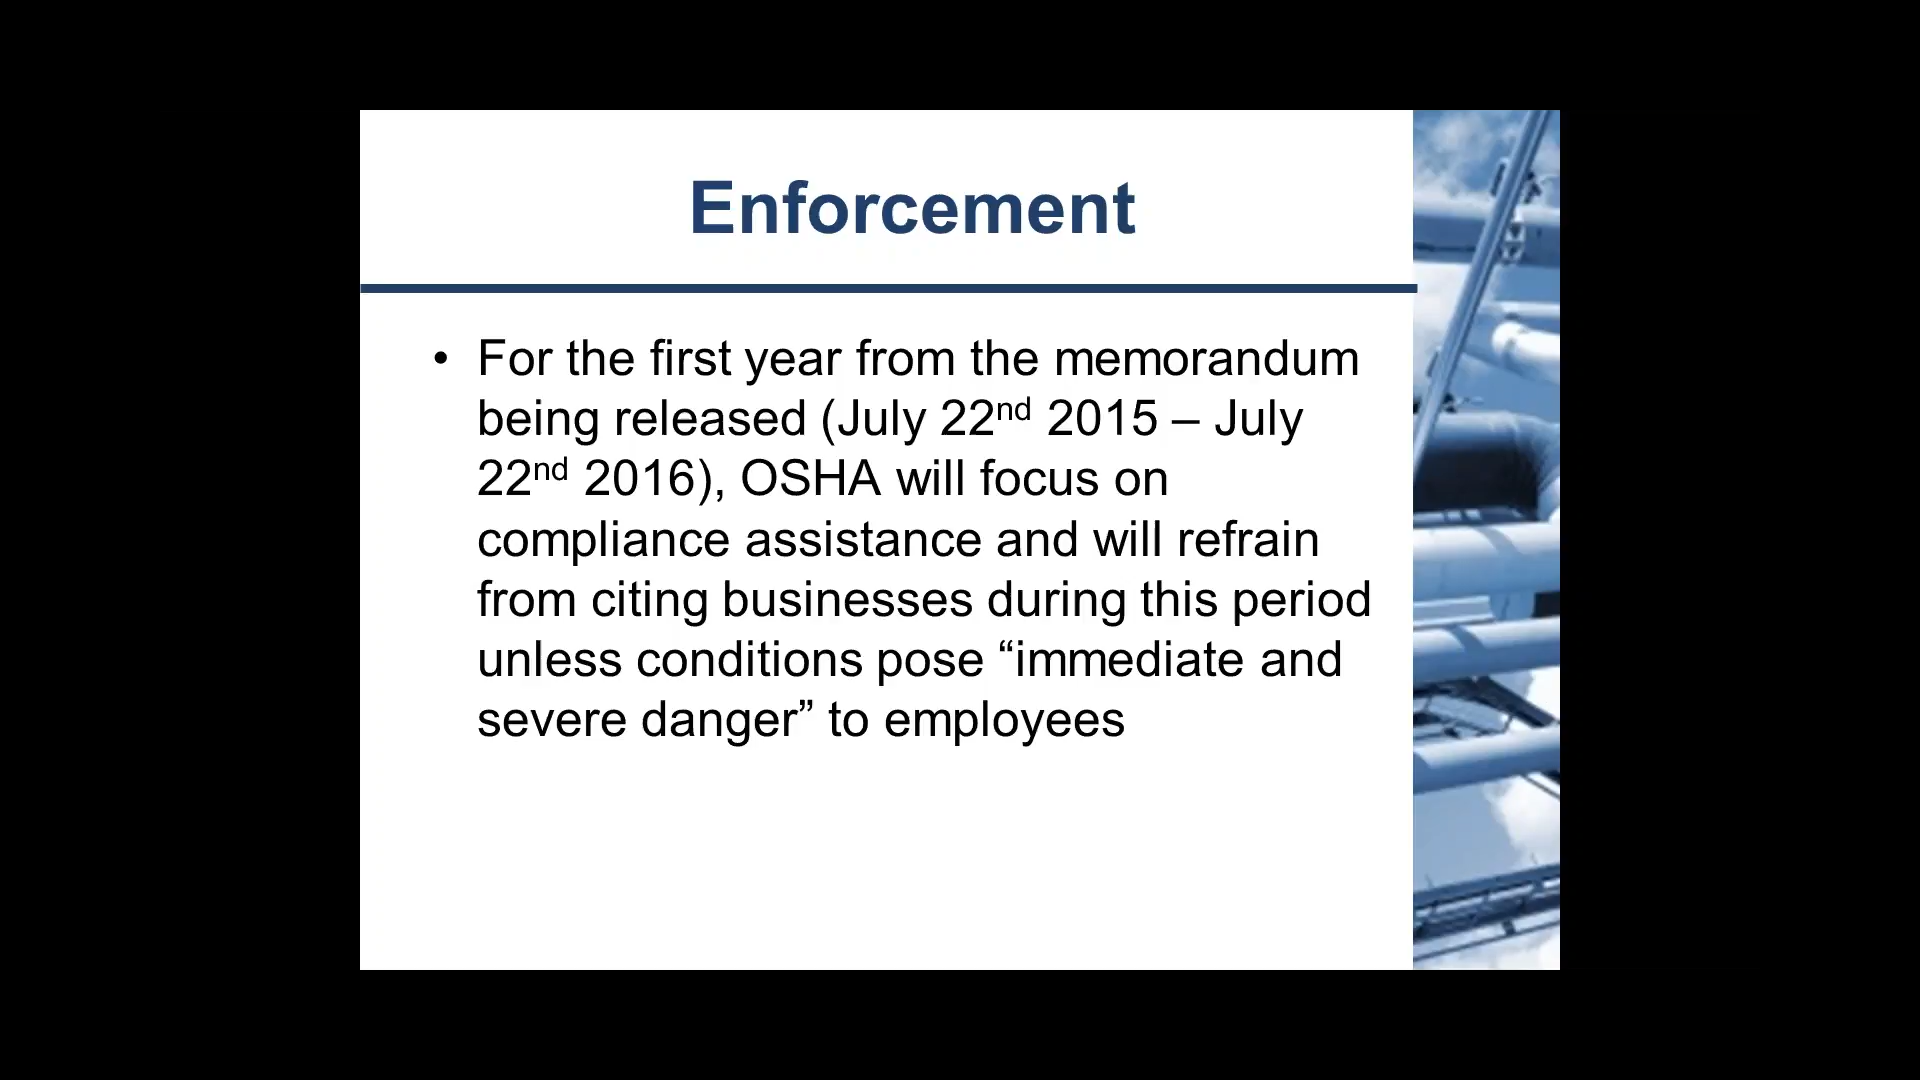 Enforcement
• For the first year from the memorandum
being released (July 22nd 2015 – July
22nd 2016), OSHA will focus on
compliance assistance and will refrain
from citing businesses during this period
unless conditions pose “immediate and
severe danger” to employees